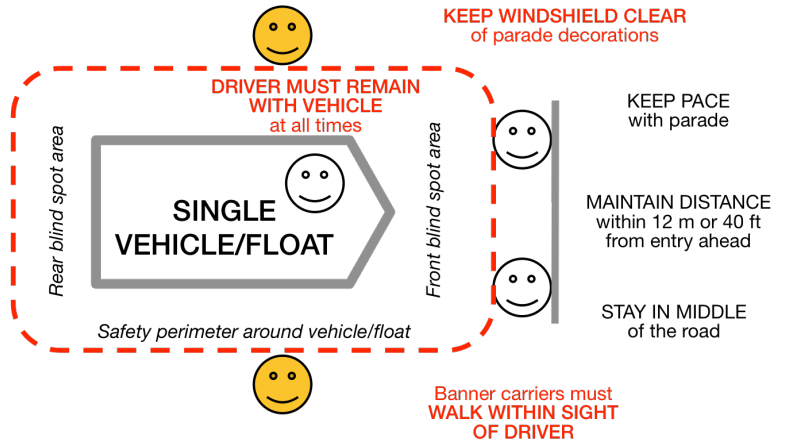 KEEP WINDSHIELD CLEAR
of parade decorations
DRIVER MUST REMAIN
WITH VEHICLE
at all times
KEEP PACE
with parade
Rear blind spot area
SINGLE
VEHICLE/FLOAT
Front blind spot area
MAINTAIN DISTANCE
within 12 m or 40 ft
from entry ahead
STAY IN MIDDLE
of the road
Safety perimeter around vehicle/float
Banner carriers must
WALK WITHIN SIGHT
OF DRIVER